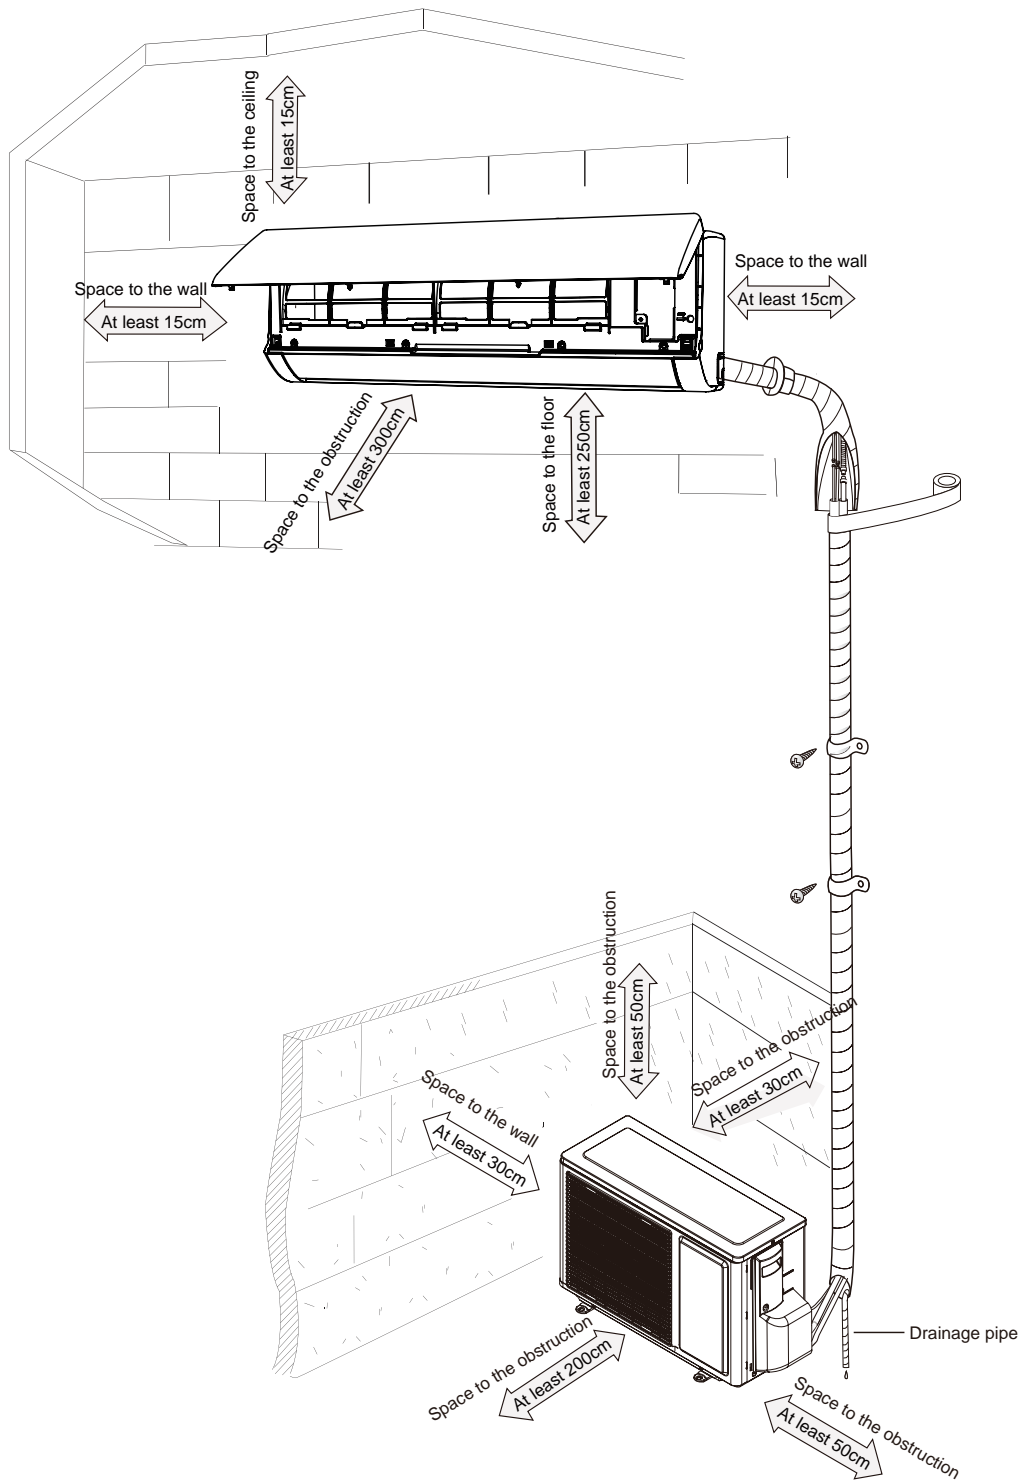 Space to the ceiling
At least 15cm
Space to the wall
At least 15cm
Space to the wall
At least 15cm
Space to the obstruction
At least 300cm
Space to the floor
At least 250cm
Space to the obstruction
At least 50cm
Space to the obstruction
At least 30cm
Space to the wall
At least 30cm
Space to the obstruction
At least 200cm
Drainage pipe
Space to the obstruction
At least 50cm